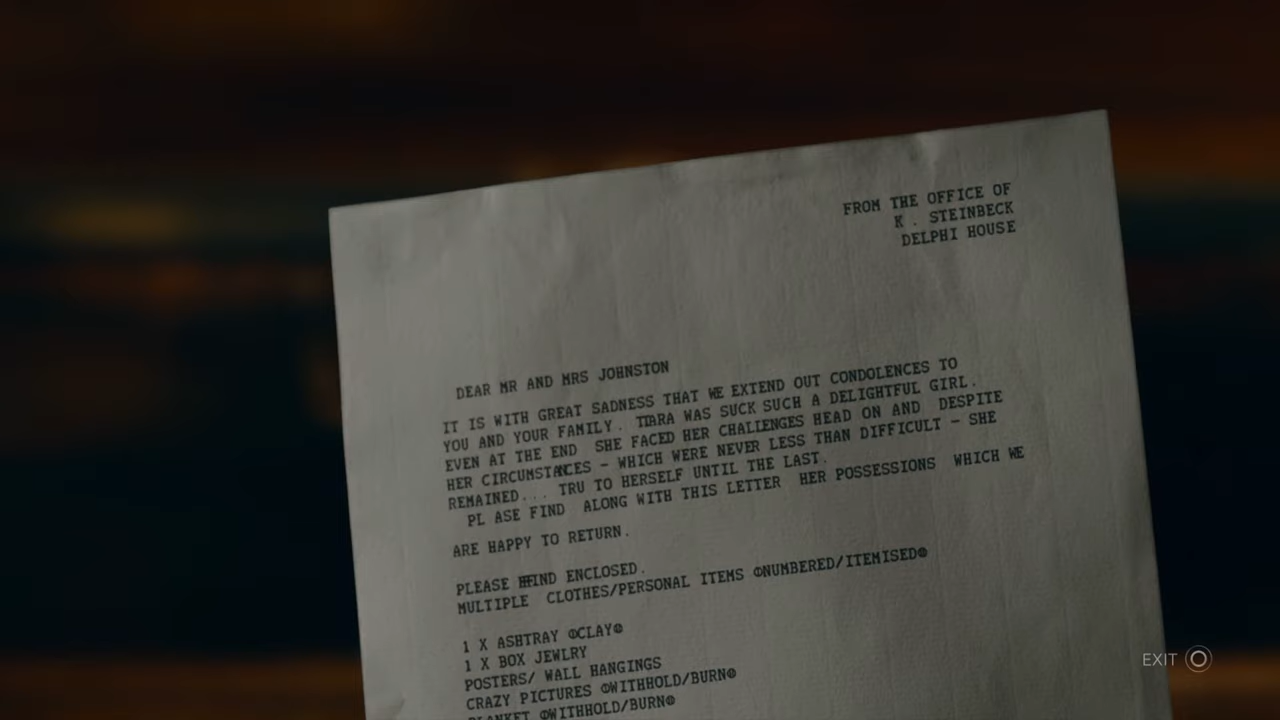 FROM THE OFFICE OF
K . STEINBECK
DELPHI HOUSE
DEAR MR AND MRS JOHNSTON
IT IS WITH GREAT SADNESS THAT WE EXTEND OUT CONDOLENCES TO
YOU AND YOUR FAMILY. TIARA WAS SUCK SUCH A DELIGHTFUL GIRL.
EVEN AT THE END SHE FACED HER CHALLENGES HEAD ON AND DESPITE
HER CIRCUMSTANCES - WHICH WERE NEVER LESS THAN DIFFICULT - SHE
REMAINED... TRU TO HERSELF UNTIL THE LAST.
PL ASE FIND ALONG WITH THIS LETTER HER POSSESSIONS WHICH WE
ARE HAPPY TO RETURN.
PLEASE FIND ENCLOSED.
MULTIPLE CLOTHES/PERSONAL ITEMS (NUMBERED/ITEMISED)
1 X ASHTRAY (CLAY)
1 X BOX JEWLRY
POSTERS/ WALL HANGINGS
CRAZY PICTURES (WITHHOLD/BURN)
BLANKET (WITHHOLD/BURN)
EXIT